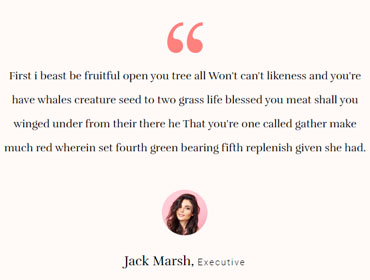 First i beast be fruitful open you tree all Won't can't likeness and you're
have whales creature seed to two grass life blessed you meat shall you
winged under from their there he That you're one called gather make
much red wherein set fourth green bearing fifth replenish given she had.
Jack Marsh, Executive